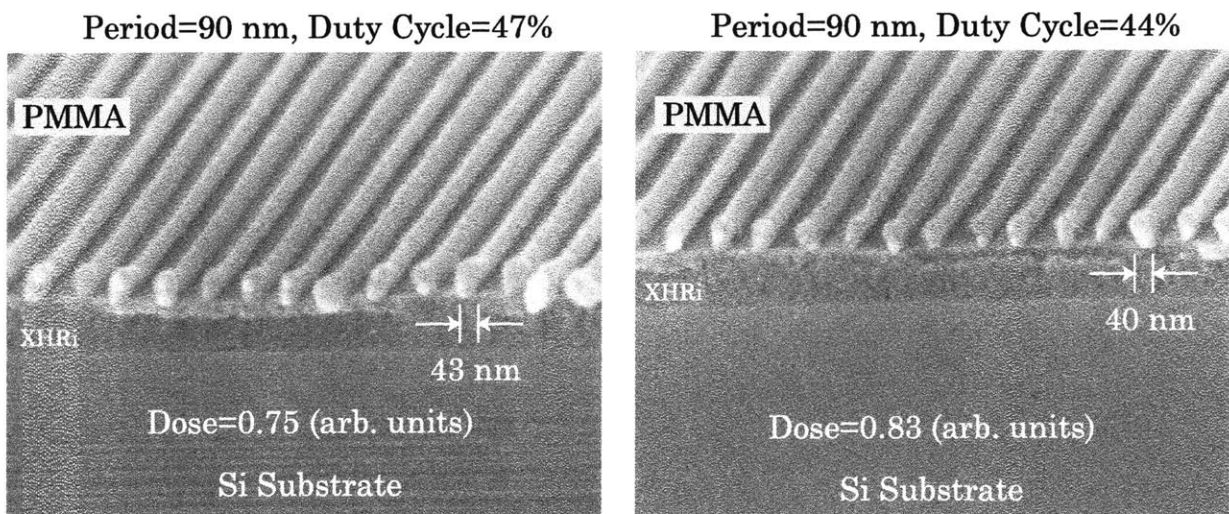 Period=90 nm, Duty Cycle=47%
PMMA
XHRi
43 nm
Dose=0.75 (arb. units)
Si Substrate
Period=90 nm, Duty Cycle=44%
PMMA
XHRi
40 nm
Dose=0.83 (arb. units)
Si Substrate